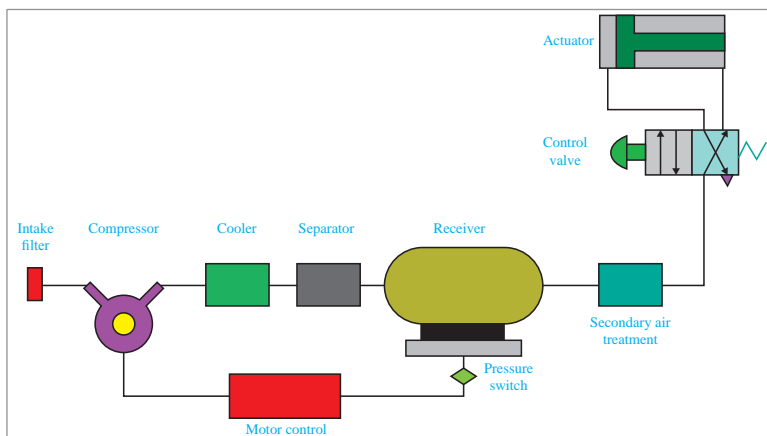 Actuator
Control
valve
Intake
filter
Compressor
Cooler
Separator
Receiver
Secondary air
treatment
Pressure
switch
Motor control